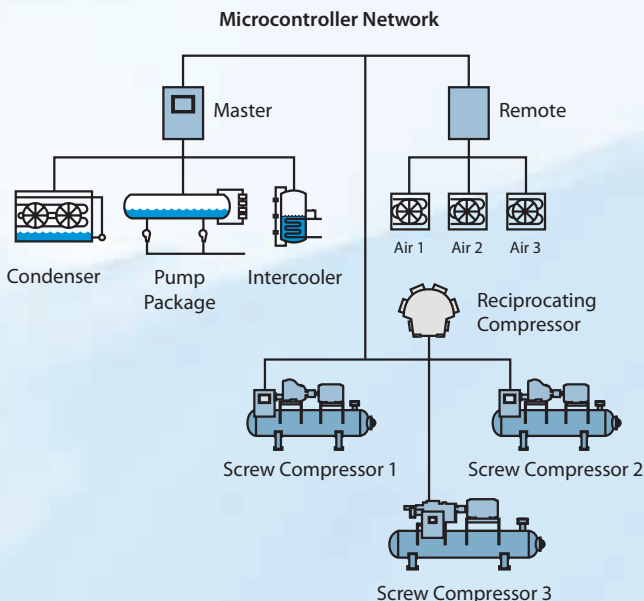 Microcontroller Network
Master
Remote
Condenser
Pump
Package
Intercooler
Air 1
Air 2
Air 3
Reciprocating
Compressor
Screw Compressor 1
Screw Compressor 2
Screw Compressor 3